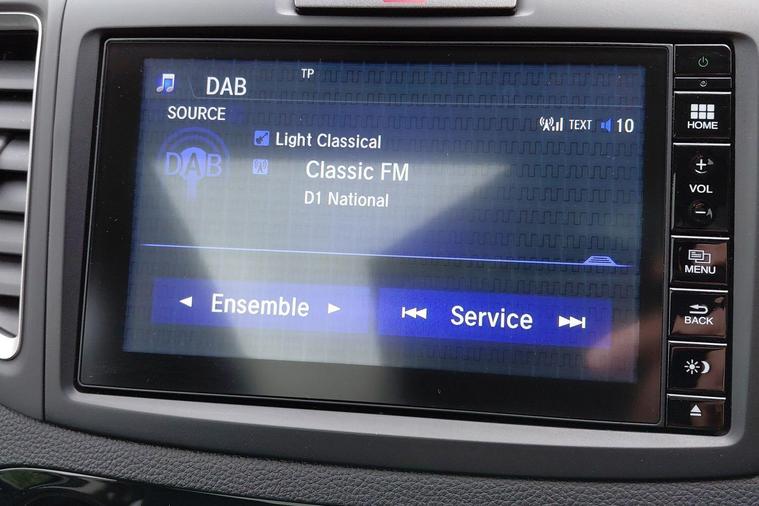 DAB
TP
SOURCE
TEXT 10
DAB
Light Classical
Classic FM
D1 National
Ensemble
Service
HOME
VOL
MENU
BACK